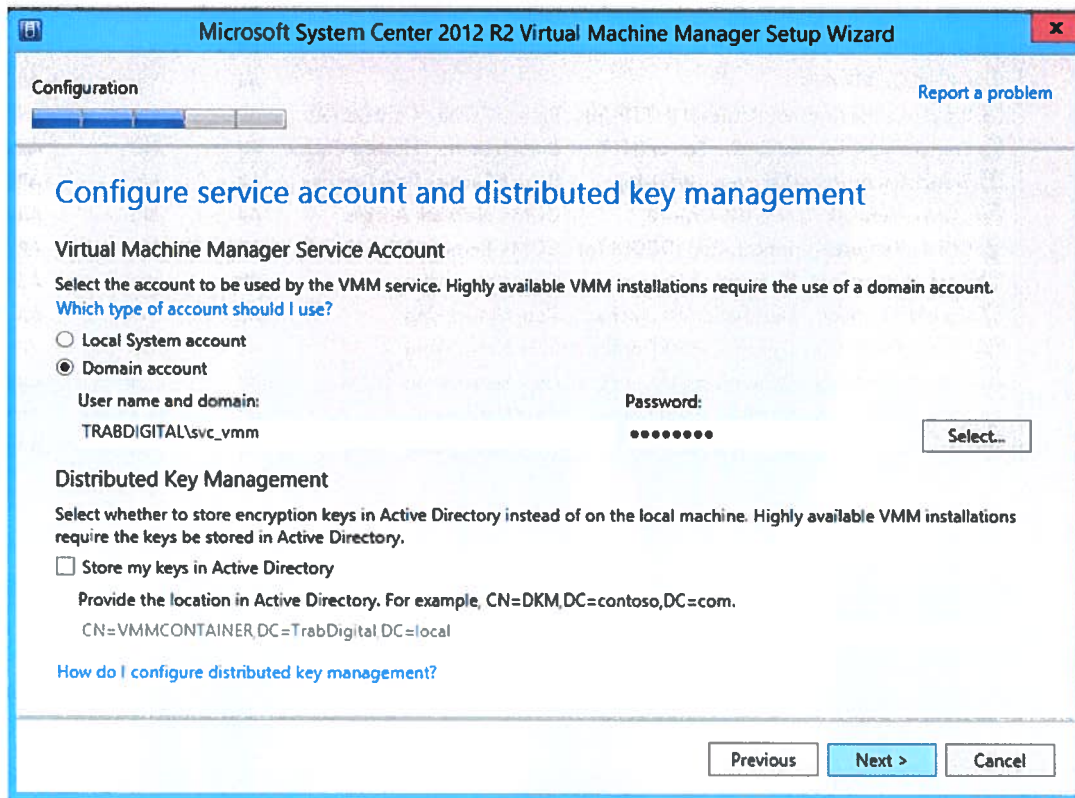 Microsoft System Center 2012 R2 Virtual Machine Manager Setup Wizard
x
Configuration
Report a problem
Configure service account and distributed key management
Virtual Machine Manager Service Account
Select the account to be used by the VMM service. Highly available VMM installations require the use of a domain account.
Which type of account should I use?
Local System account
Domain account
User name and domain:
Password:
TRABDIGITAL\svc_vmm
●●●●●●●●
Select...
Distributed Key Management
Select whether to store encryption keys in Active Directory instead of on the local machine. Highly available VMM installations
require the keys be stored in Active Directory.
Store my keys in Active Directory
Provide the location in Active Directory. For example, CN=DKM,DC=contoso,DC=com.
CN=VMMCONTAINER,DC=TrabDigital,DC=local
How do I configure distributed key management?
Previous
Next >
Cancel